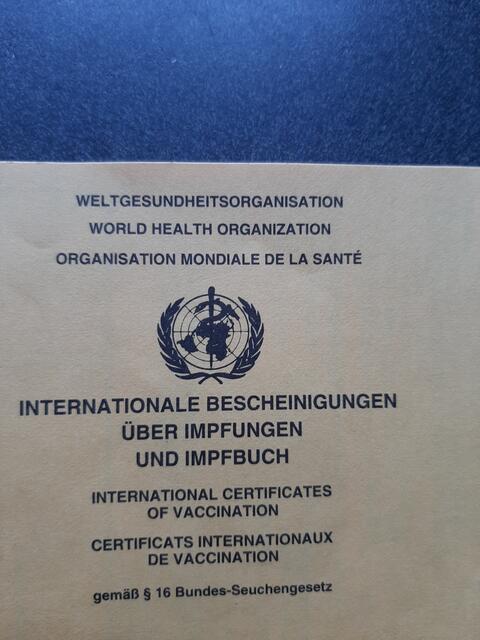 WELTGESUNDHEITSORGANISATION
WORLD HEALTH ORGANIZATION
ORGANISATION MONDIALE DE LA SANTÉ
INTERNATIONALE BESCHEINIGUNGEN
ÜBER IMPFUNGEN
UND IMPFBUCH
INTERNATIONAL CERTIFICATES
OF VACCINATION
CERTIFICATS INTERNATIONAUX
DE VACCINATION
gemäß § 16 Bundes-Seuchengesetz